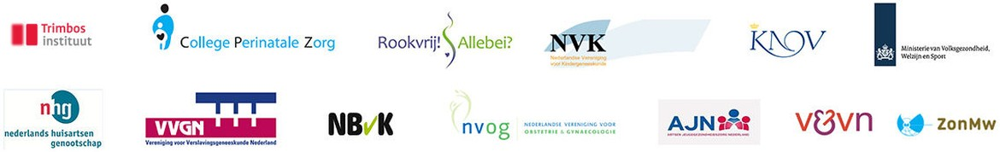 Trimbos
instituut
College Perinatale Zorg
Rookvrij! Allebei?
NVK
Nederlandse Vereniging
voor Kindergeneeskunde
KNOV
Ministerie van Volksgezondheid,
Welzijn en Sport
nhg
nederlands huisartsen
genootschap
VVGN
Vereniging voor Verslavingsgeneeskunde Nederland
NBvK
nvog
NEDERLANDSE VERENIGING VOOR
OBSTETRIE & GYNAECOLOGIE
AJN
ARTSEN JEUGDGEZONDHEIDSZORG NEDERLAND
V&VN
ZonMw